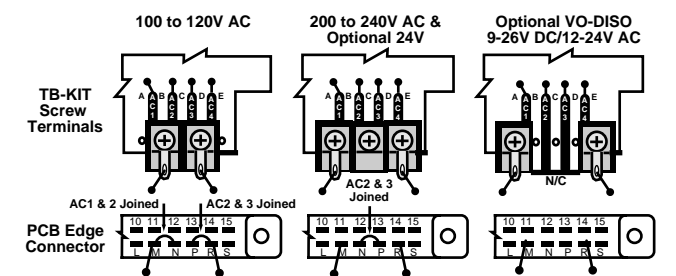 100 to 120V AC
200 to 240V AC &
Optional 24V
Optional VO-DISO
9-26V DC/12-24V AC
TB-KIT
Screw
Terminals
A AC1 B AC2 C AC3 D AC4 E
A AC1 B AC2 C AC3 D AC4 E
A AC1 B AC2 C AC3 D AC4 E
N/C
AC1 & 2 Joined
AC2 & 3 Joined
AC2 & 3
Joined
PCB Edge
Connector
10 11 12 13 14 15
L M N P R S
10 11 12 13 14 15
L M N P R S
10 11 12 13 14 15
L M N P R S